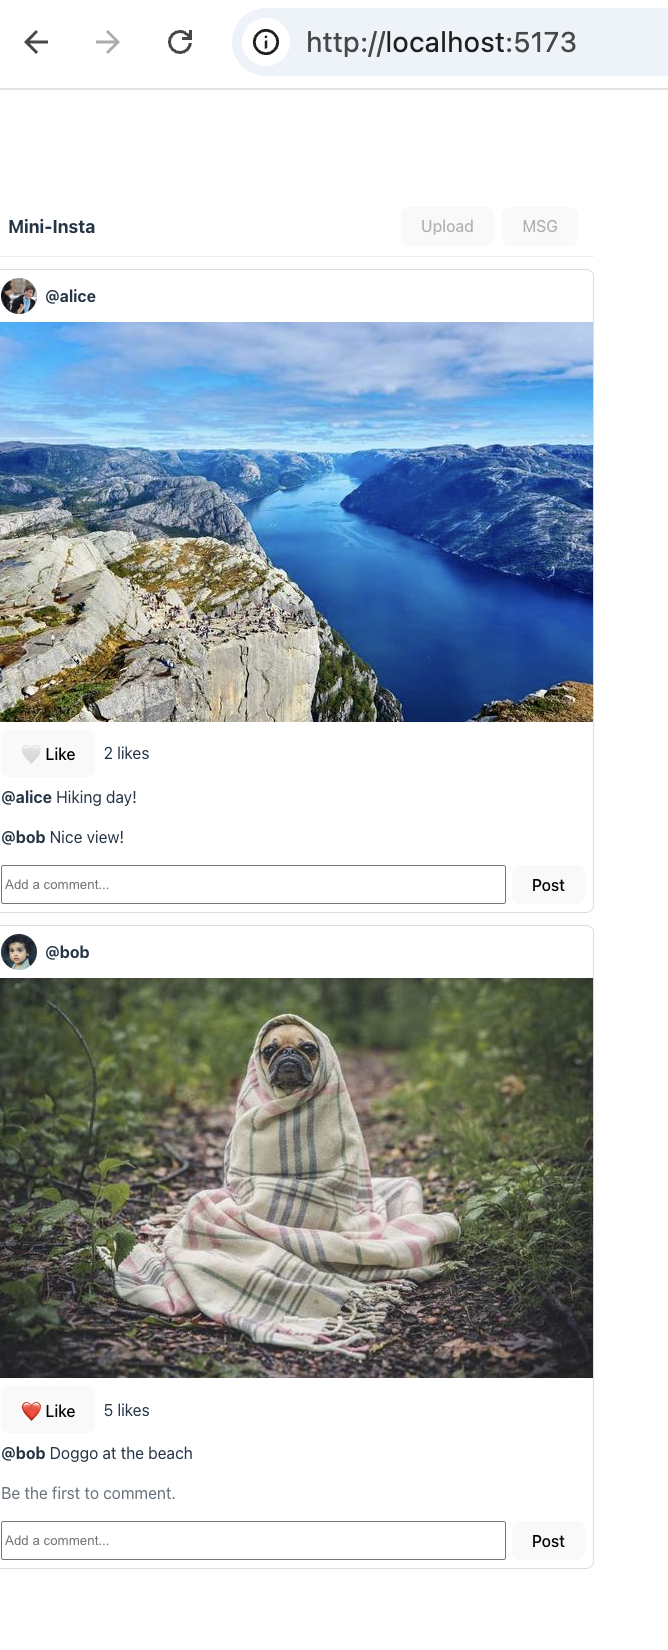 http://localhost:5173
Mini-Insta
Upload
MSG
@alice
🤍 Like
2 likes
@alice Hiking day!
@bob Nice view!
Add a comment...
Post
@bob
❤️ Like
5 likes
@bob Doggo at the beach
Be the first to comment.
Add a comment...
Post